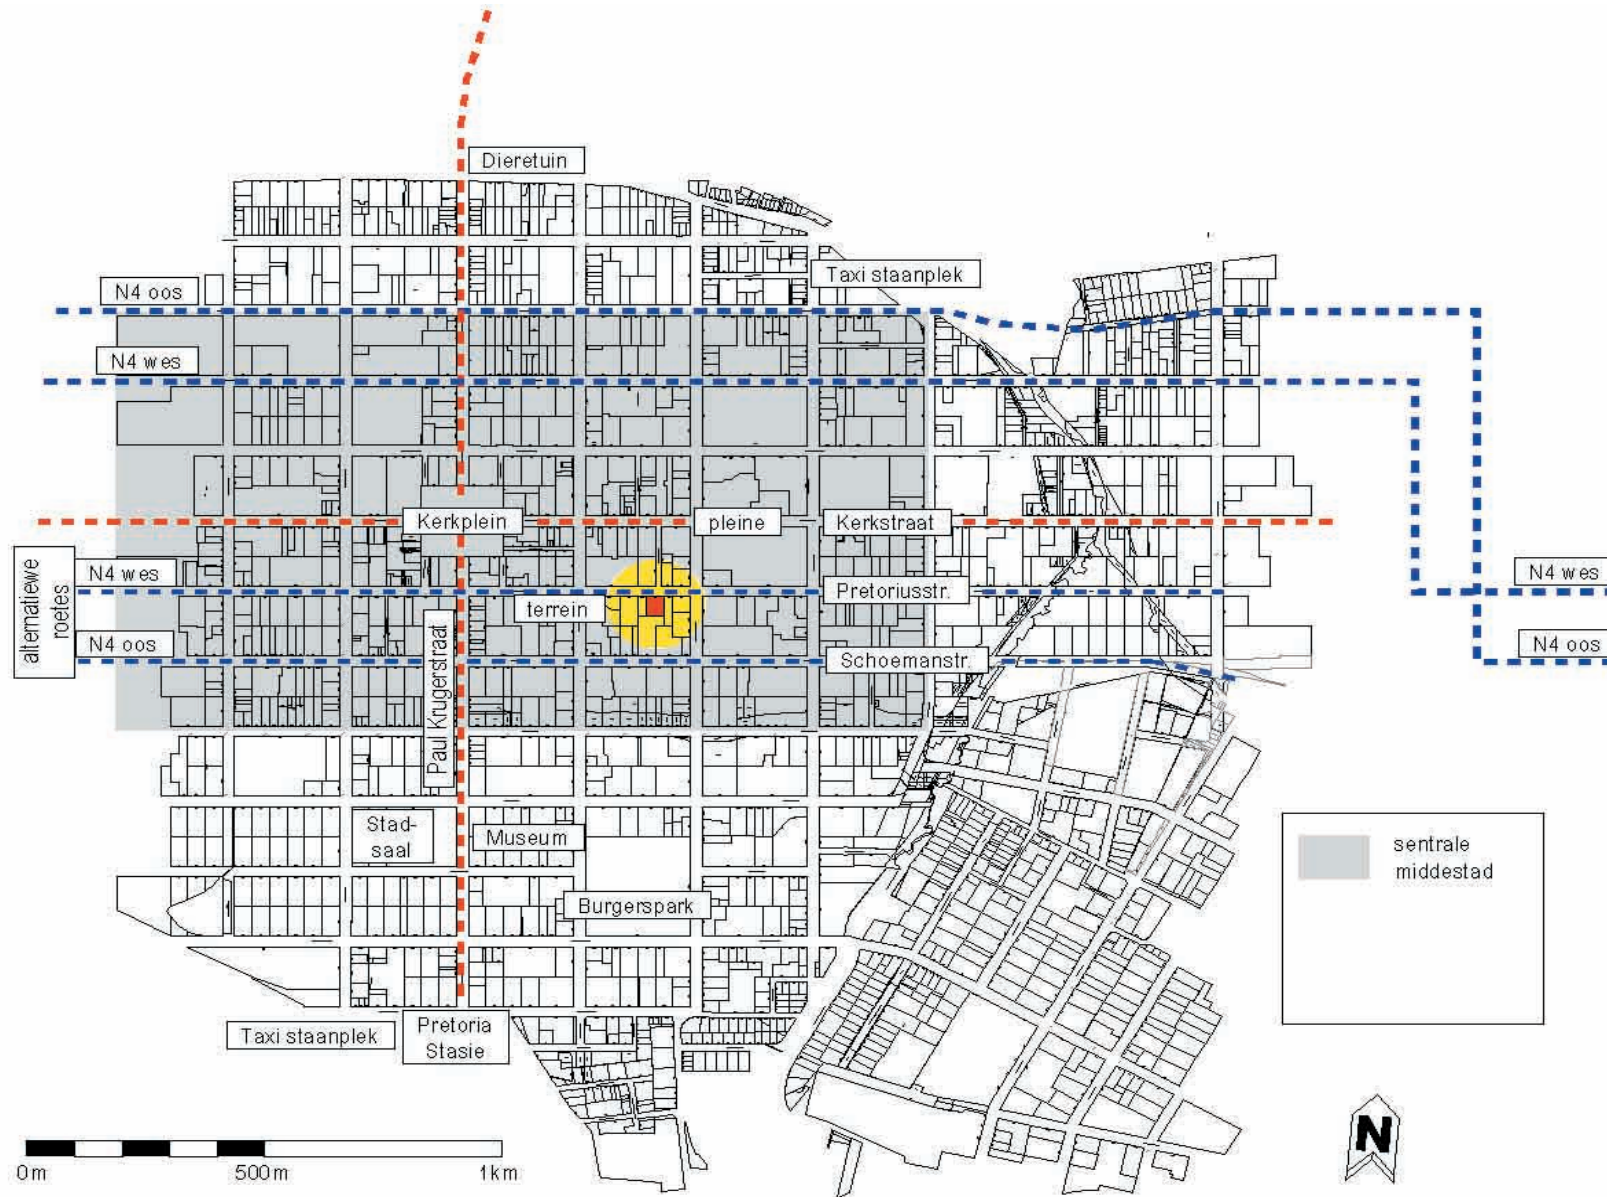 Dieretuin
Taxi staanplek
N4 oos
N4 wes
Kerkplein
pleine
Kerkstraat
alternatiewe
roetes
N4 wes
Pretoriusstr.
N4 wes
terrein
N4 oos
Schoemanstr.
N4 oos
Paul Krugerstraat
Stad-
saal
Museum
sentrale
middestad
Burgerspark
Taxi staanplek
Pretoria
Stasie
N
0m
500m
1km